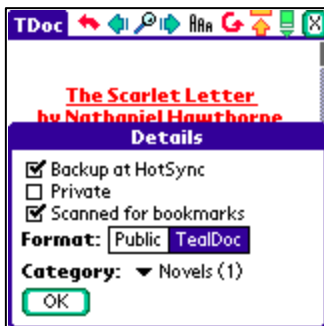 TDoc AAA
The Scarlet Letter
by Nathaniel Hawthorne
Details
Backup at HotSync
Private
Scanned for bookmarks
Format: Public TealDoc
Category: Novels (1)
OK